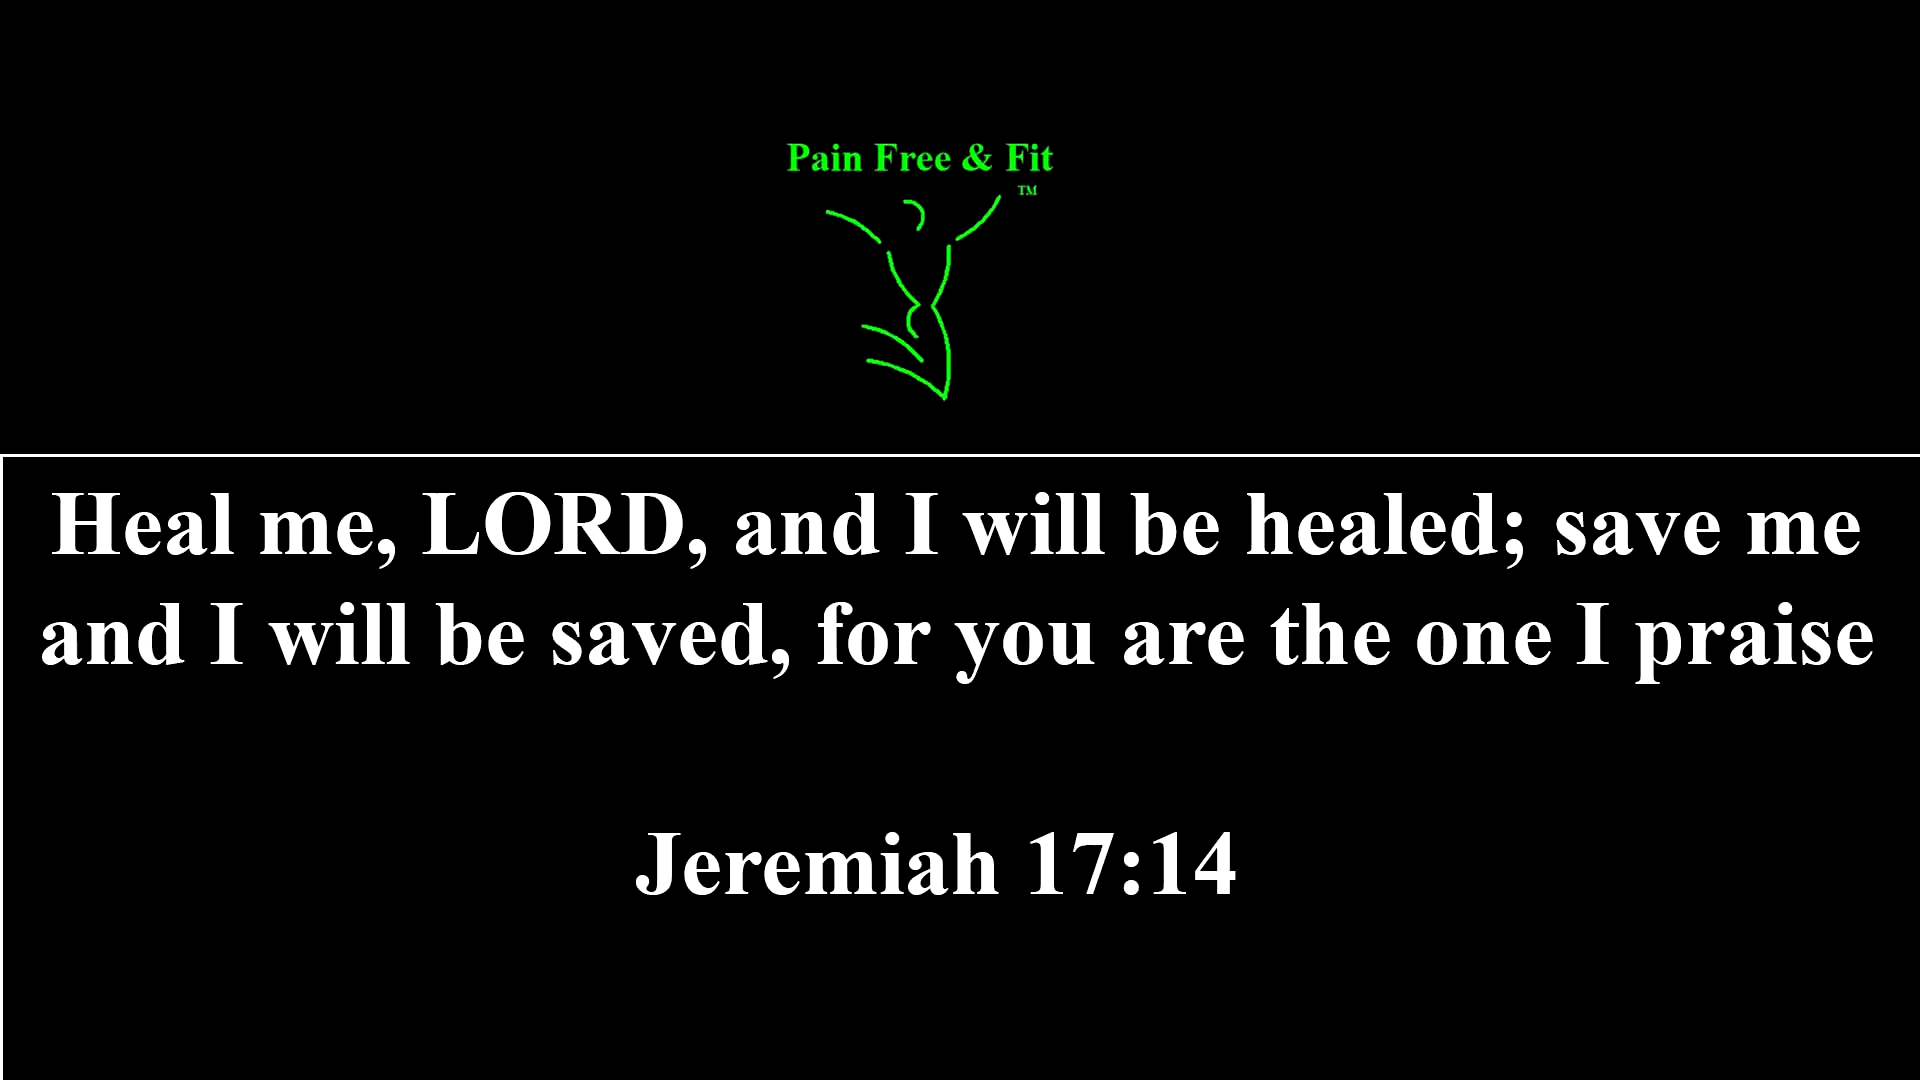 Pain Free & Fit
™
Heal me, LORD, and I will be healed; save me
and I will be saved, for you are the one I praise
Jeremiah 17:14